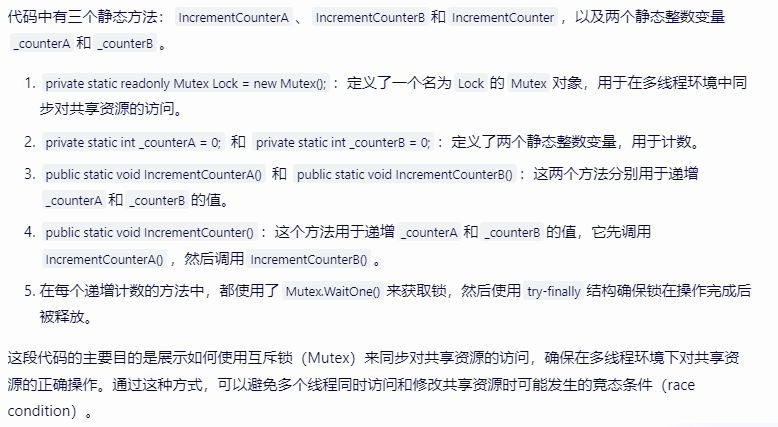 代码中有三个静态方法： IncrementCounterA 、 IncrementCounterB 和 IncrementCounter ，以及两个静态整数变量
_counterA 和 _counterB 。
1. private static readonly Mutex Lock = new Mutex(); ：定义了一个名为 Lock 的 Mutex 对象，用于在多线程环境中同
步对共享资源的访问。
2. private static int _counterA = 0; 和 private static int _counterB = 0; ：定义了两个静态整数变量，用于计数。
3. public static void IncrementCounterA() 和 public static void IncrementCounterB() ：这两个方法分别用于递增
_counterA 和 _counterB 的值。
4. public static void IncrementCounter() ：这个方法用于递增 _counterA 和 _counterB 的值，它先调用
IncrementCounterA() ，然后调用 IncrementCounterB() 。
5. 在每个递增计数的方法中，都使用了 Mutex.WaitOne() 来获取锁，然后使用 try-finally 结构确保锁在操作完成后
被释放。
这段代码的主要目的是展示如何使用互斥锁（Mutex）来同步对共享资源的访问，确保在多线程环境下对共享资
源的正确操作。通过这种方式，可以避免多个线程同时访问和修改共享资源时可能发生的竞态条件（race
condition）。